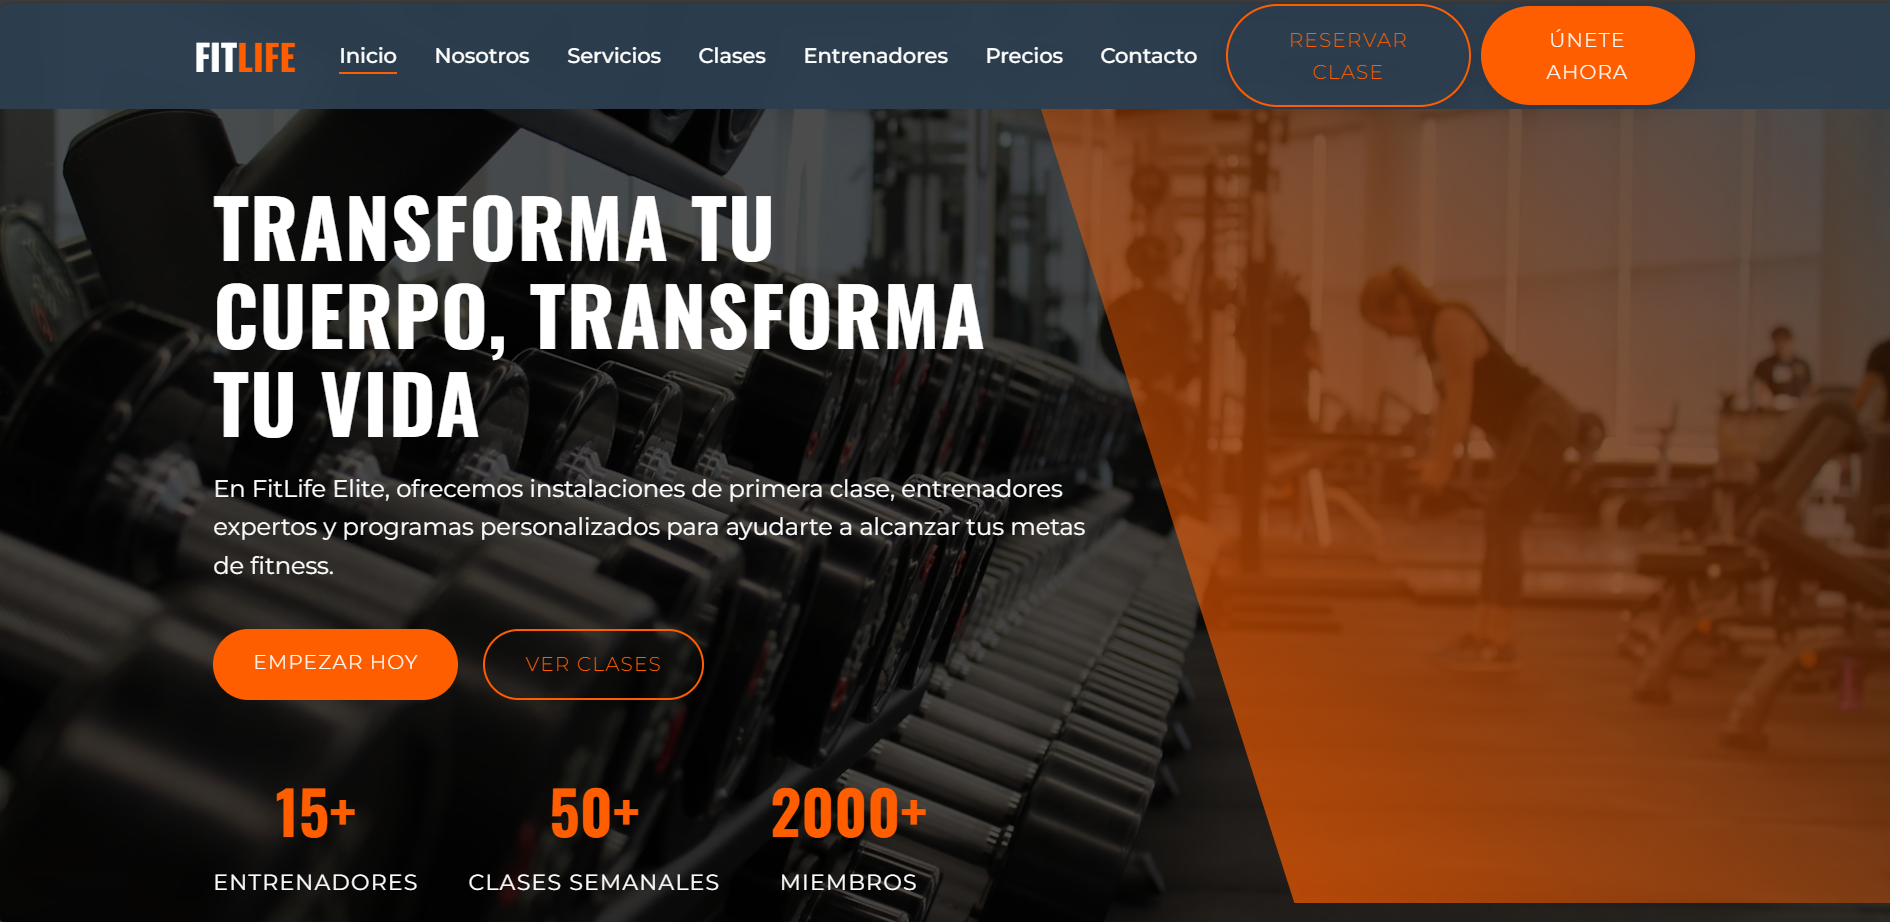 FITLIFE
Inicio Nosotros Servicios Clases Entrenadores Precios Contacto
RESERVAR
CLASE
ÚNETE
AHORA
TRANSFORMA TU
CUERPO, TRANSFORMA
TU VIDA
En FitLife Elite, ofrecemos instalaciones de primera clase, entrenadores
expertos y programas personalizados para ayudarte a alcanzar tus metas
de fitness.
EMPEZAR HOY
VER CLASES
15+
ENTRENADORES
50+
CLASES SEMANALES
2000+
MIEMBROS